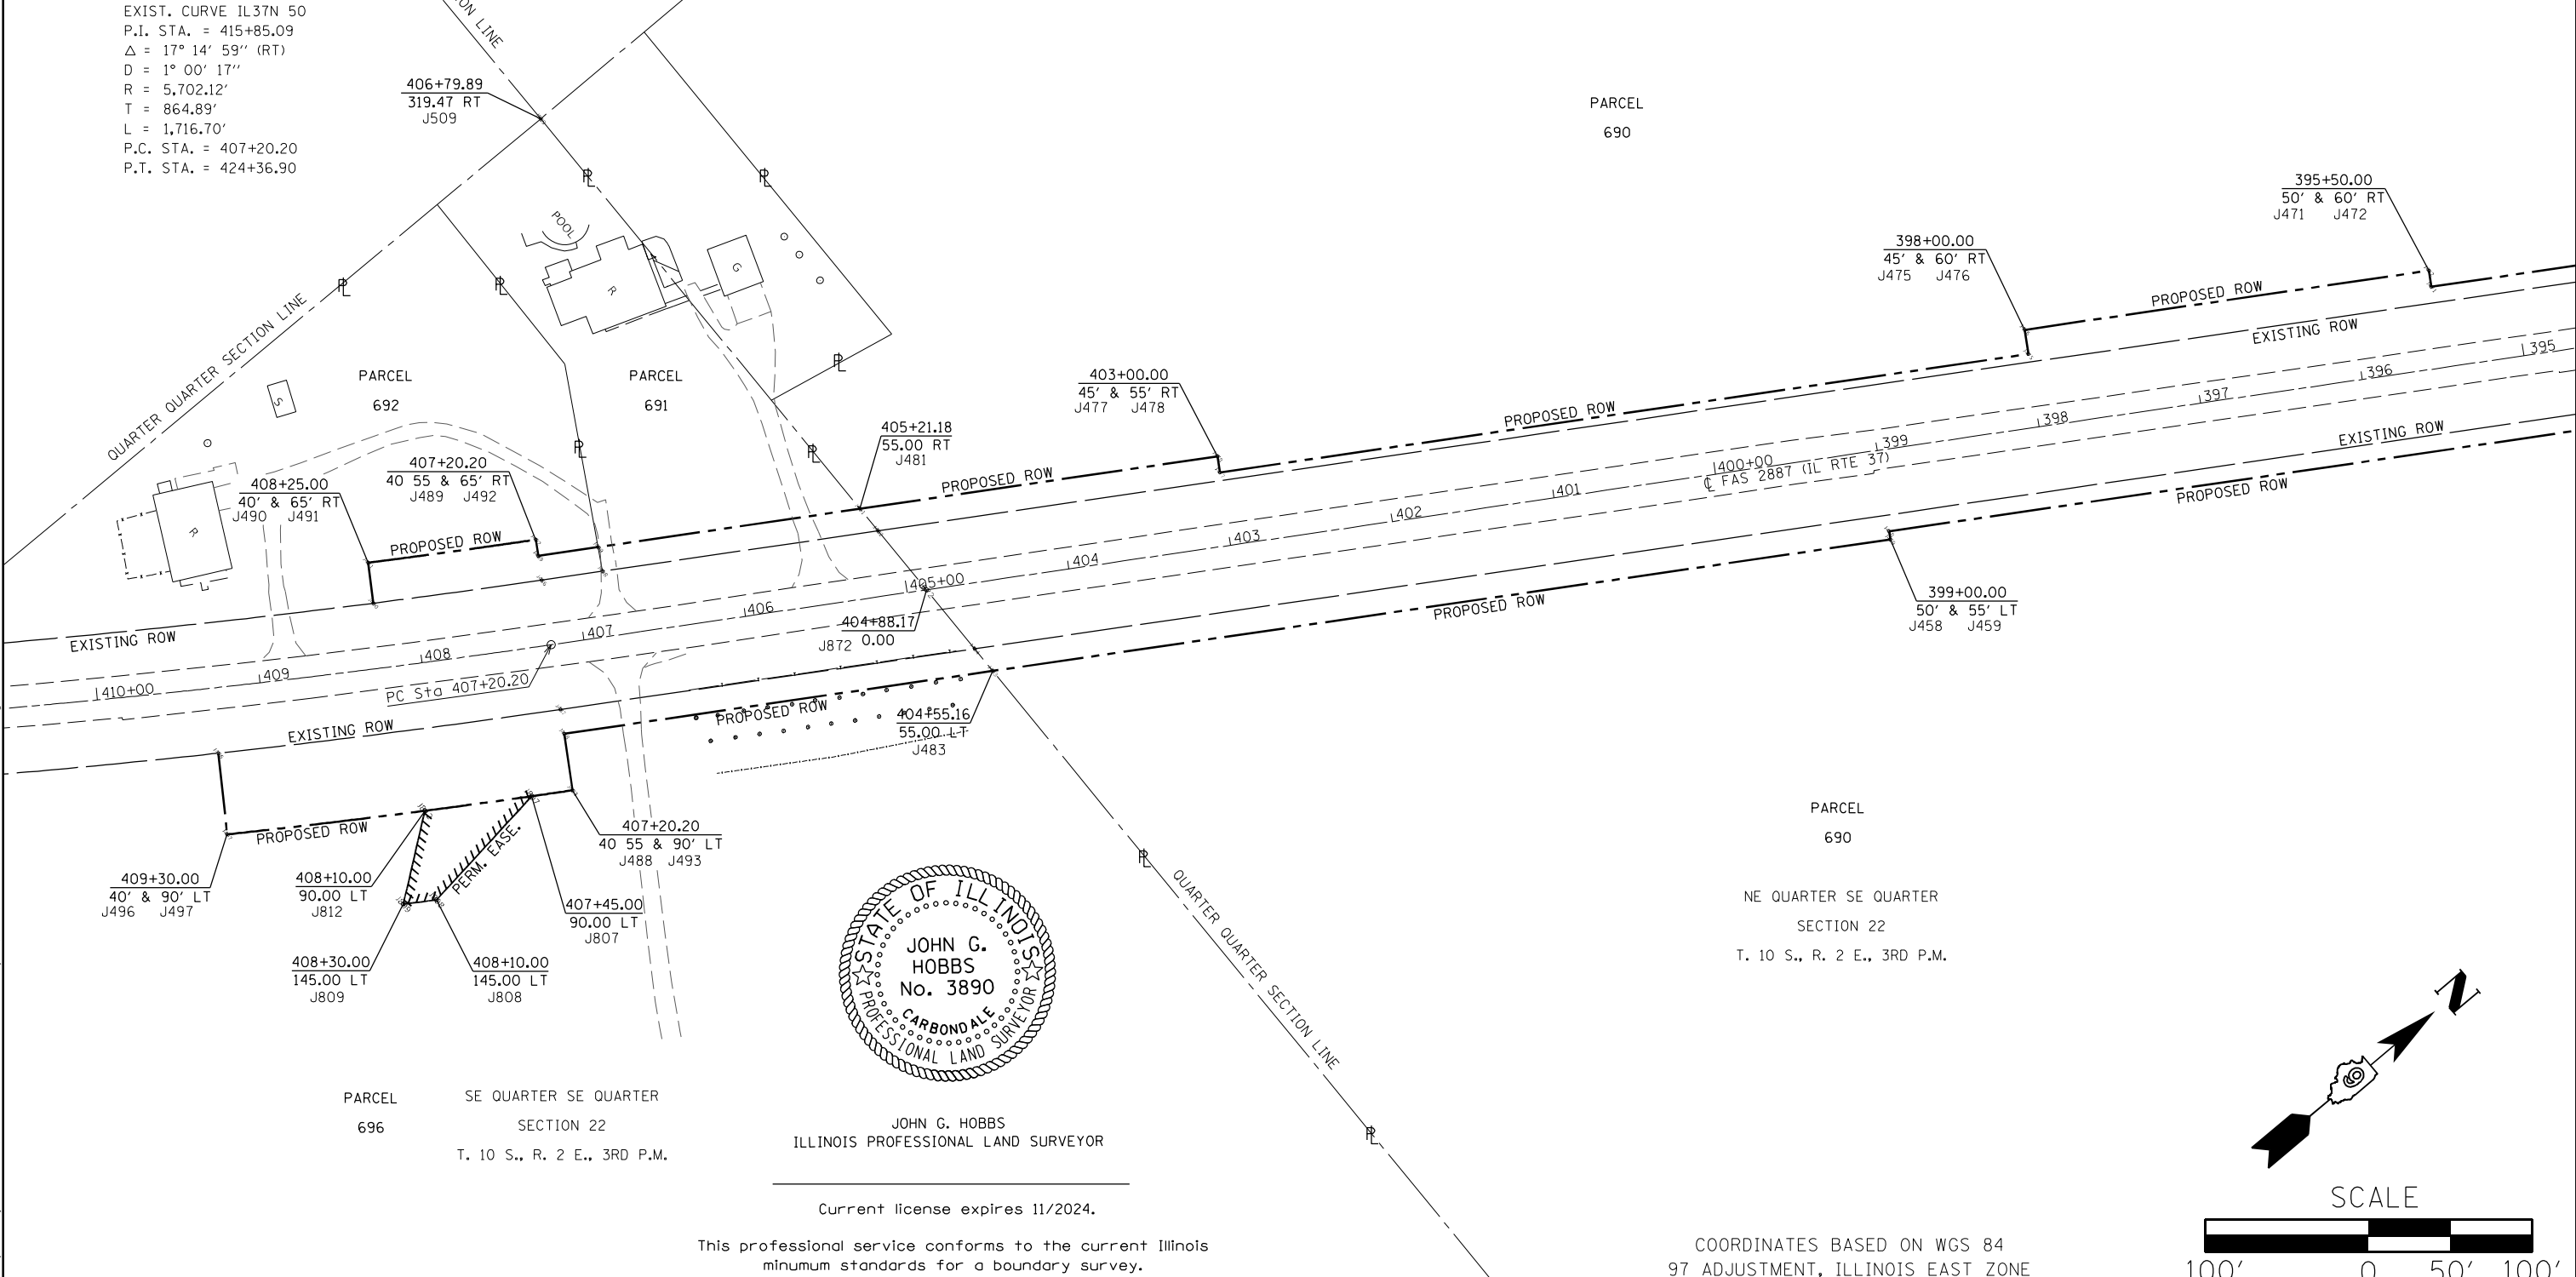 EXIST. CURVE IL37N 50
P.I. STA. = 415+85.09
△ = 17° 14' 59'' (RT)
D = 1° 00' 17''
R = 5,702.12'
T = 864.89'
L = 1,716.70'
P.C. STA. = 407+20.20
P.T. STA. = 424+36.90
ON LINE
406+79.89
319.47 RT
J509
PARCEL
690
395+50.00
50' & 60' RT
J471 J472
398+00.00
45' & 60' RT
J475 J476
POOL
R
G
QUARTER QUARTER SECTION LINE
S
R
PARCEL
692
PARCEL
691
403+00.00
45' & 55' RT
J477 J478
405+21.18
55.00 RT
J481
407+20.20
40 55 & 65' RT
J489 J492
408+25.00
40' & 65' RT
J490 J491
PROPOSED ROW
PROPOSED ROW
PROPOSED ROW
PROPOSED ROW
EXISTING ROW
EXISTING ROW
410+00
409
408
407
406
405+00
404
403
402
401
400+00
399
398
397
396
395
℄ FAS 2887 (IL RTE 37)
PC Sta 407+20.20
404+88.17
J872 0.00
EXISTING ROW
EXISTING ROW
PROPOSED ROW
PROPOSED ROW
PROPOSED ROW
PROPOSED ROW
399+00.00
50' & 55' LT
J458 J459
404+55.16
55.00 LT
J483
PERM. EASE.
407+20.20
40 55 & 90' LT
J488 J493
409+30.00
40' & 90' LT
J496 J497
408+10.00
90.00 LT
J812
407+45.00
90.00 LT
J807
408+30.00
145.00 LT
J809
408+10.00
145.00 LT
J808
PARCEL
690
NE QUARTER SE QUARTER
SECTION 22
T. 10 S., R. 2 E., 3RD P.M.
QUARTER QUARTER SECTION LINE
STATE OF ILLINOIS
JOHN G.
HOBBS
No. 3890
CARBONDALE
PROFESSIONAL LAND SURVEYOR
PARCEL
696
SE QUARTER SE QUARTER
SECTION 22
T. 10 S., R. 2 E., 3RD P.M.
JOHN G. HOBBS
ILLINOIS PROFESSIONAL LAND SURVEYOR
Current license expires 11/2024.
This professional service conforms to the current Illinois
minumum standards for a boundary survey.
N
9
SCALE
100' 0 50' 100'
COORDINATES BASED ON WGS 84
97 ADJUSTMENT, ILLINOIS EAST ZONE